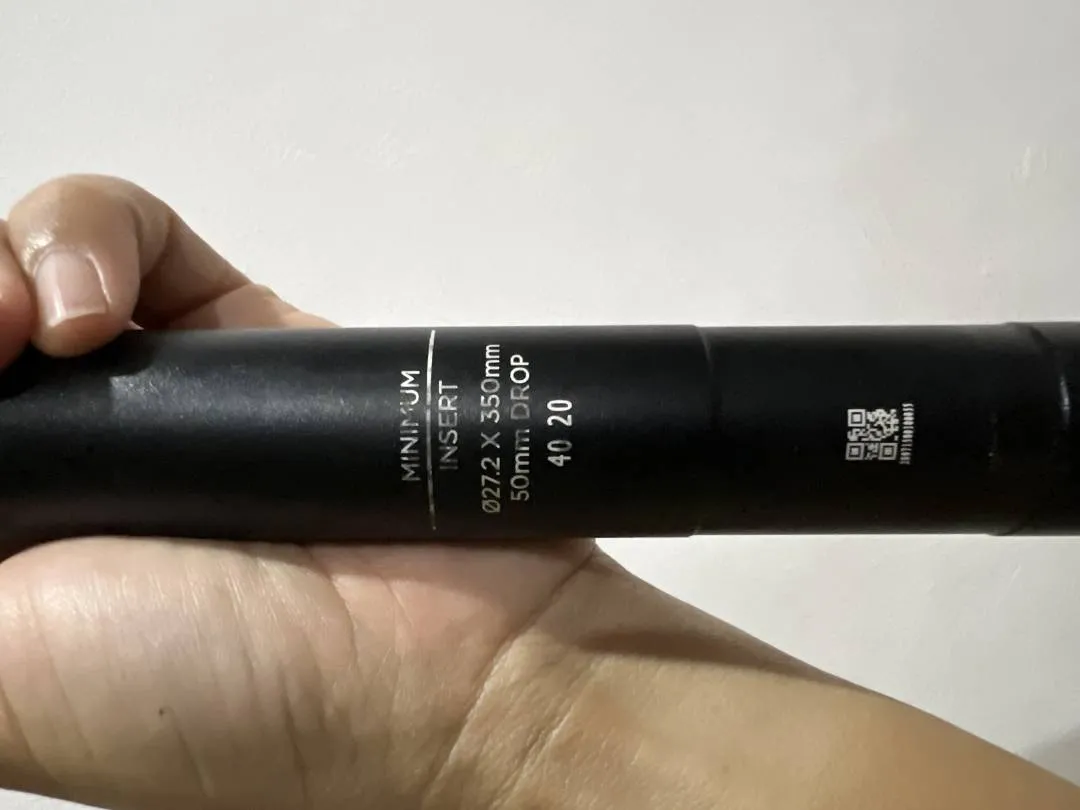 MINIMUM
INSERT
Ø27.2 X 350mm
50mm DROP
40 20